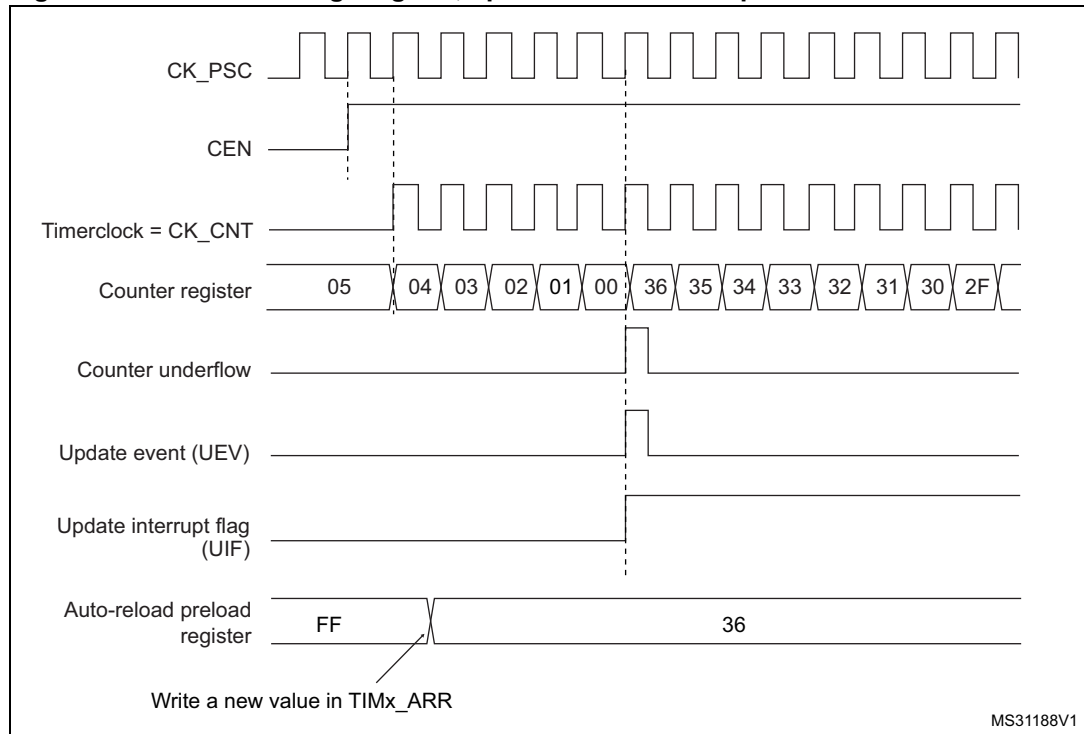 CK_PSC
CEN
Timerclock = CK_CNT
Counter register 05 04 03 02 01 00 36 35 34 33 32 31 30 2F
Counter underflow
Update event (UEV)
Update interrupt flag
(UIF)
Auto-reload preload
register
FF 36
Write a new value in TIMx_ARR
MS31188V1